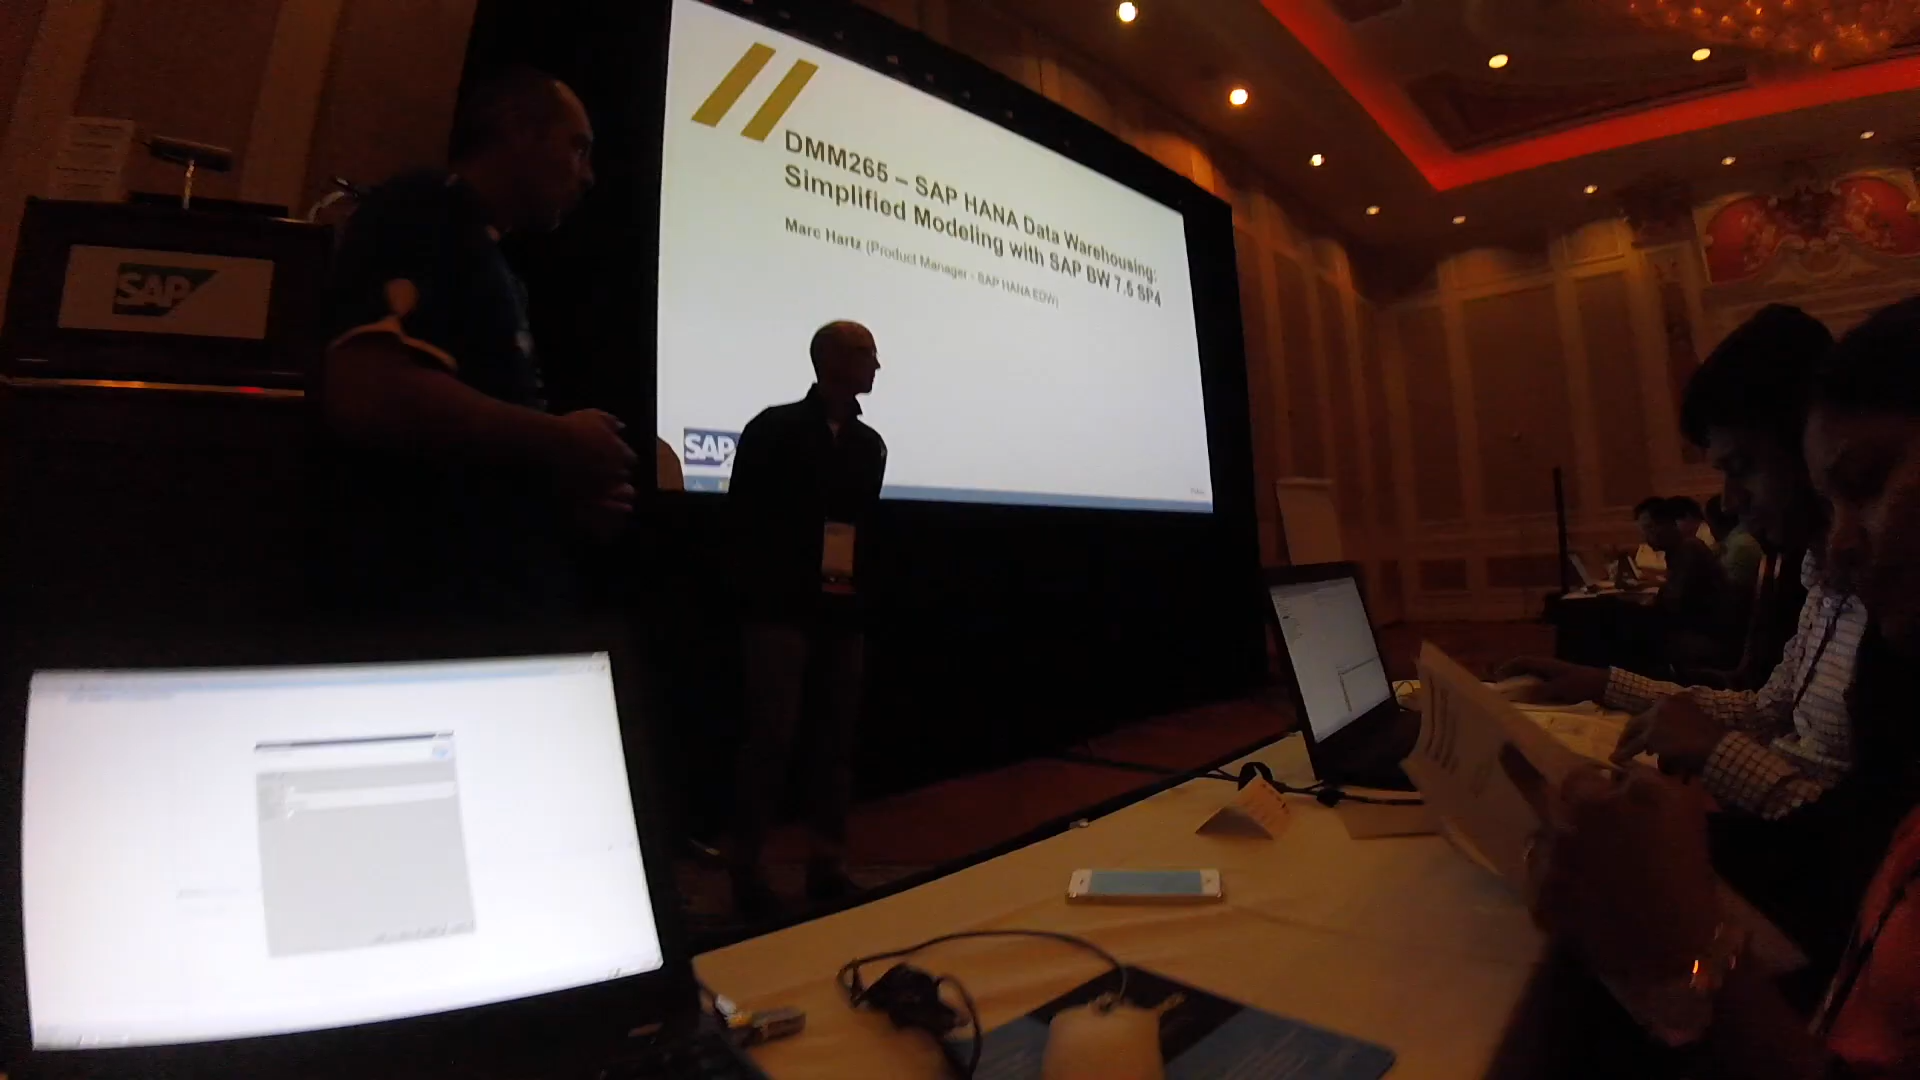 DMM265 – SAP HANA Data Warehousing:
Simplified Modeling with SAP BW 7.5 SP4
Marc Hartz (Product Manager - SAP HANA EDW)
SAP
SAP